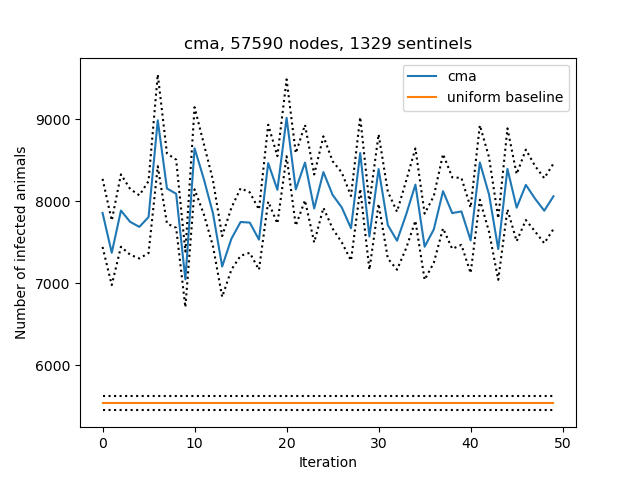 cma, 57590 nodes, 1329 sentinels
cma
uniform baseline
Number of infected animals
9000
8000
7000
6000
0 10 20 30 40 50
Iteration